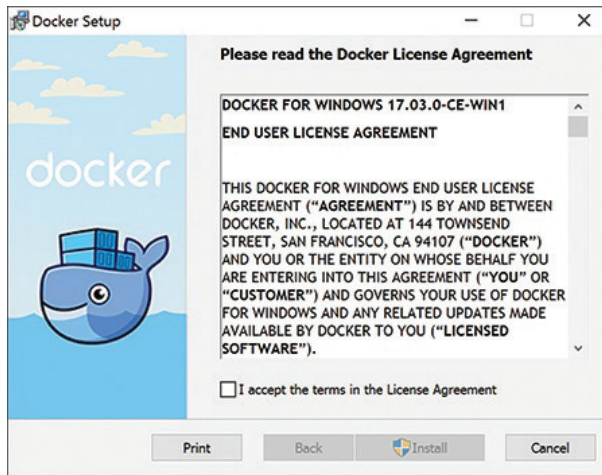 Docker Setup
Please read the Docker License Agreement
DOCKER FOR WINDOWS 17.03.0-CE-WIN1
END USER LICENSE AGREEMENT
THIS DOCKER FOR WINDOWS END USER LICENSE
AGREEMENT (“AGREEMENT”) IS BY AND BETWEEN
DOCKER, INC., LOCATED AT 144 TOWNSEND
STREET, SAN FRANCISCO, CA 94107 (“DOCKER”)
AND YOU OR THE ENTITY ON WHOSE BEHALF YOU
ARE ENTERING INTO THIS AGREEMENT (“YOU” OR
“CUSTOMER”) AND GOVERNS YOUR USE OF DOCKER
FOR WINDOWS AND ANY RELATED UPDATES MADE
AVAILABLE BY DOCKER TO YOU (“LICENSED
SOFTWARE”).
docker
I accept the terms in the License Agreement
Print Back Install Cancel